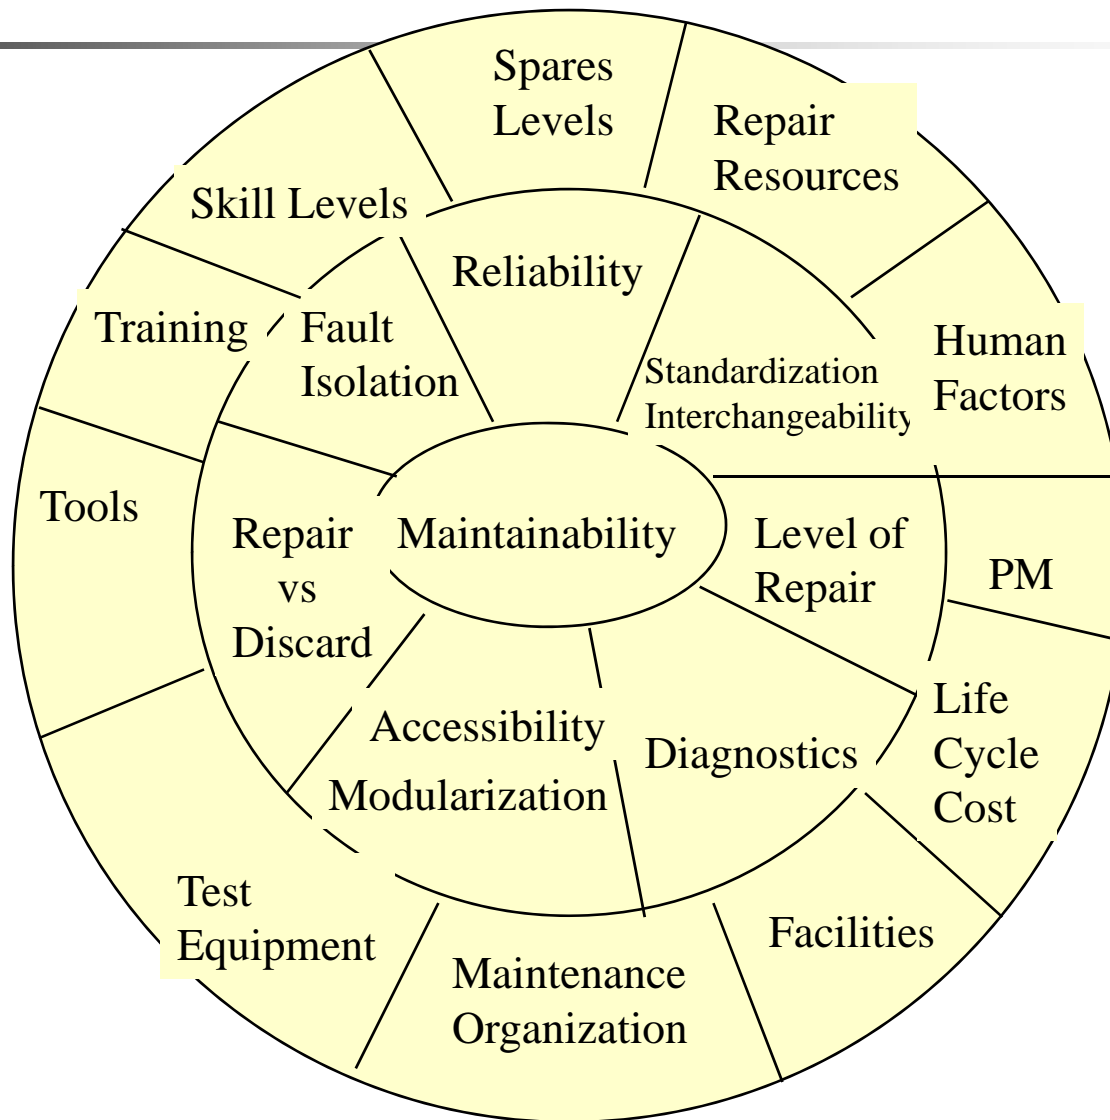 Spares
Levels
Repair
Resources
Skill Levels
Reliability
Training
Fault
Isolation
Human
Factors
Standardization
Interchangeability
Tools
Repair
vs
Discard
Maintainability
Level of
Repair
PM
Life
Cycle
Cost
Accessibility
Modularization
Diagnostics
Test
Equipment
Facilities
Maintenance
Organization